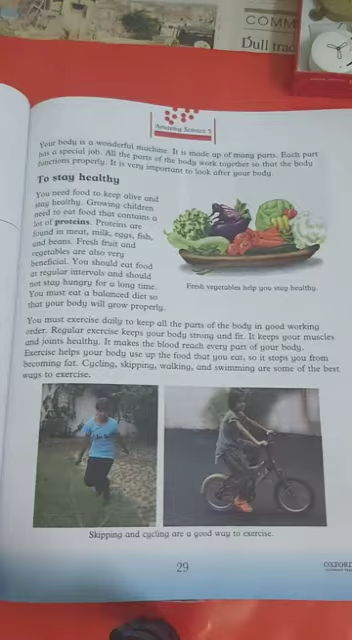 COMM
Dull trad
Amazing Science 5
Your body is a wonderful machine. It is made up of many parts. Each part
has a special job. All the parts of the body work together so that the body
functions properly. It is very important to look after your body.
To stay healthy
You need food to keep alive and
stay healthy. Growing children
need to eat food that contains a
lot of proteins. Proteins are
found in meat, milk, eggs, fish,
and beans. Fresh fruit and
vegetables are also very
beneficial. You should eat food
at regular intervals and should
not stay hungry for a long time.
You must eat a balanced diet so
that your body will grow properly.
Fresh vegetables help you stay healthy.
You must exercise daily to keep all the parts of the body in good working
order. Regular exercise keeps your body strong and fit. It keeps your muscles
and joints healthy. It makes the blood reach every part of your body.
Exercise helps your body use up the food that you eat, so it stops you from
becoming fat. Cycling, skipping, walking, and swimming are some of the best
ways to exercise.
Skipping and cycling are a good way to exercise.
29
OXFORD